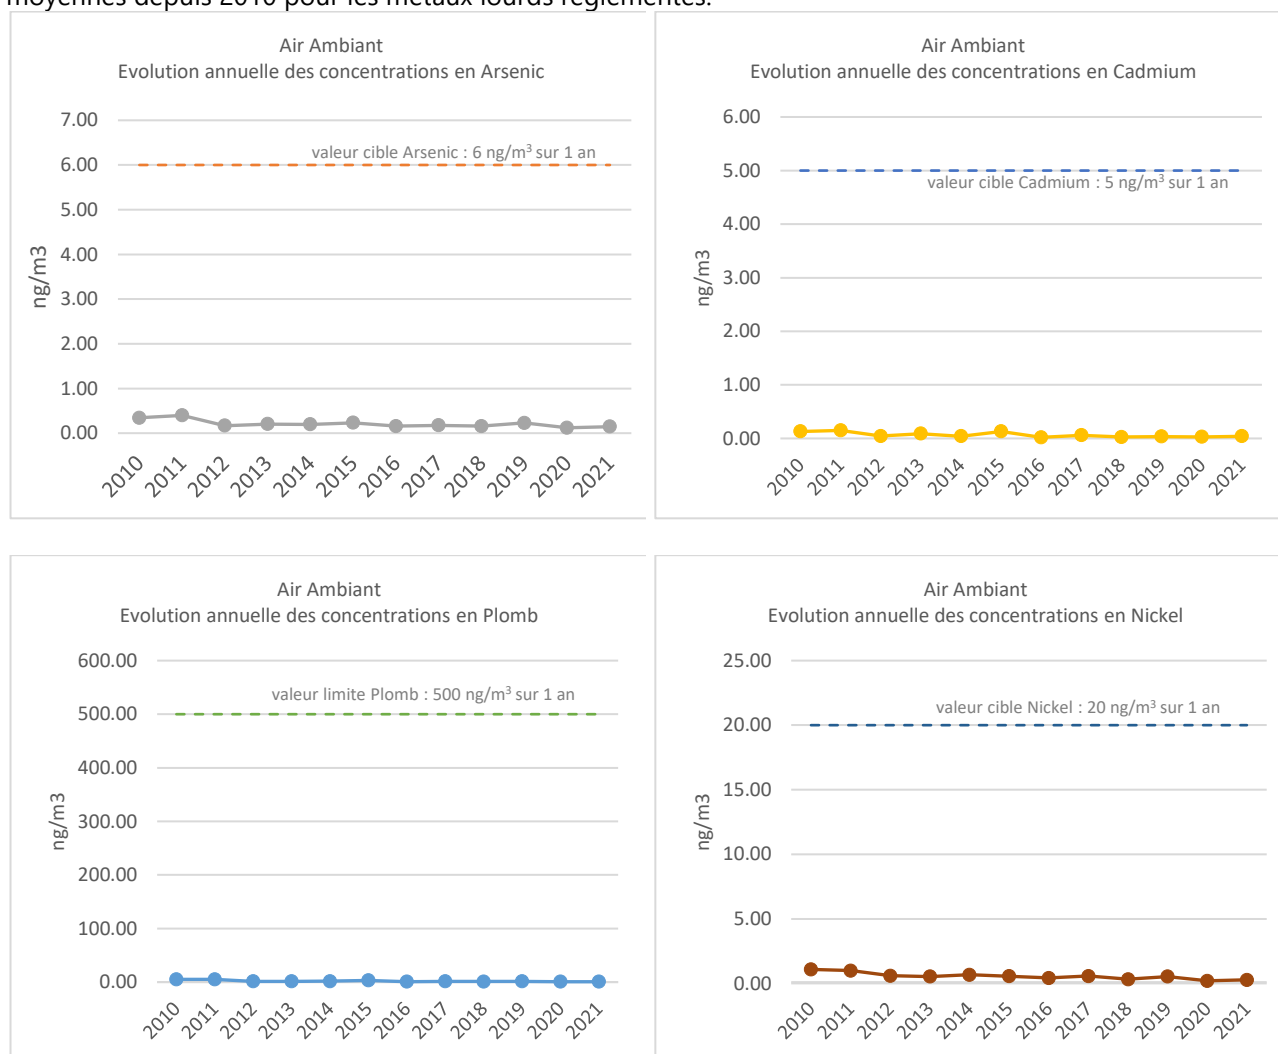 moyennes depuis 2010 pour les métaux lourds réglementés.
Air Ambiant
Evolution annuelle des concentrations en Arsenic
7.00
valeur cible Arsenic : 6 ng/m³ sur 1 an
6.00
5.00
4.00
3.00
2.00
1.00
0.00
ng/m3
2010 2011 2012 2013 2014 2015 2016 2017 2018 2019 2020 2021
Air Ambiant
Evolution annuelle des concentrations en Cadmium
6.00
5.00
valeur cible Cadmium : 5 ng/m³ sur 1 an
4.00
3.00
2.00
1.00
0.00
ng/m3
2010 2011 2012 2013 2014 2015 2016 2017 2018 2019 2020 2021
Air Ambiant
Evolution annuelle des concentrations en Plomb
600.00
valeur limite Plomb : 500 ng/m³ sur 1 an
500.00
400.00
300.00
200.00
100.00
0.00
ng/m3
2010 2011 2012 2013 2014 2015 2016 2017 2018 2019 2020 2021
Air Ambiant
Evolution annuelle des concentrations en Nickel
25.00
valeur cible Nickel : 20 ng/m³ sur 1 an
20.00
15.00
10.00
5.00
0.00
ng/m3
2010 2011 2012 2013 2014 2015 2016 2017 2018 2019 2020 2021